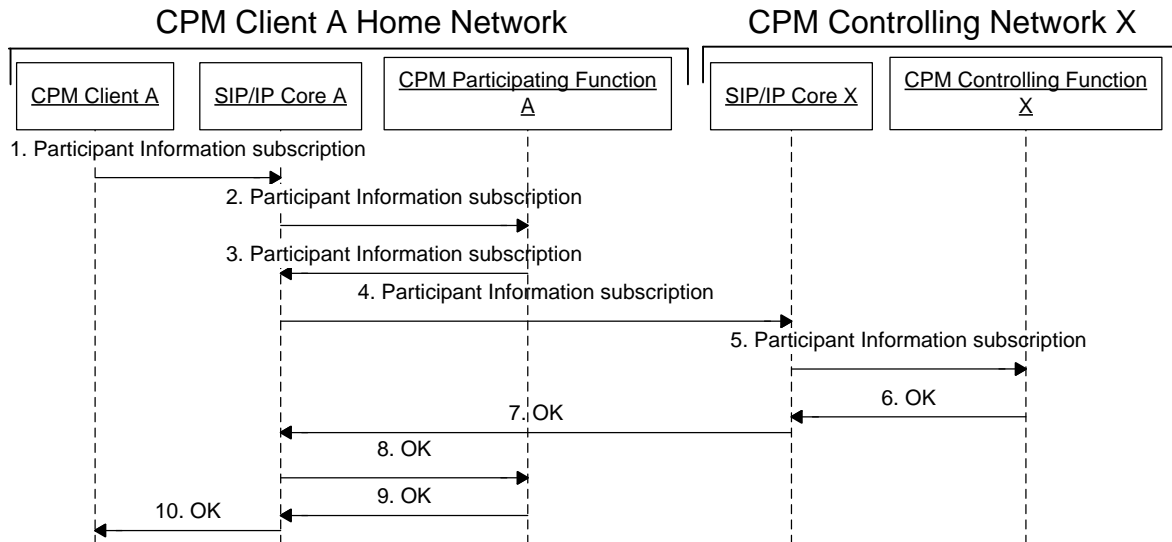 CPM Client A Home Network
CPM Controlling Network X
CPM Client A
SIP/IP Core A
CPM Participating Function
A
SIP/IP Core X
CPM Controlling Function
X
1. Participant Information subscription
2. Participant Information subscription
3. Participant Information subscription
4. Participant Information subscription
5. Participant Information subscription
6. OK
7. OK
8. OK
9. OK
10. OK